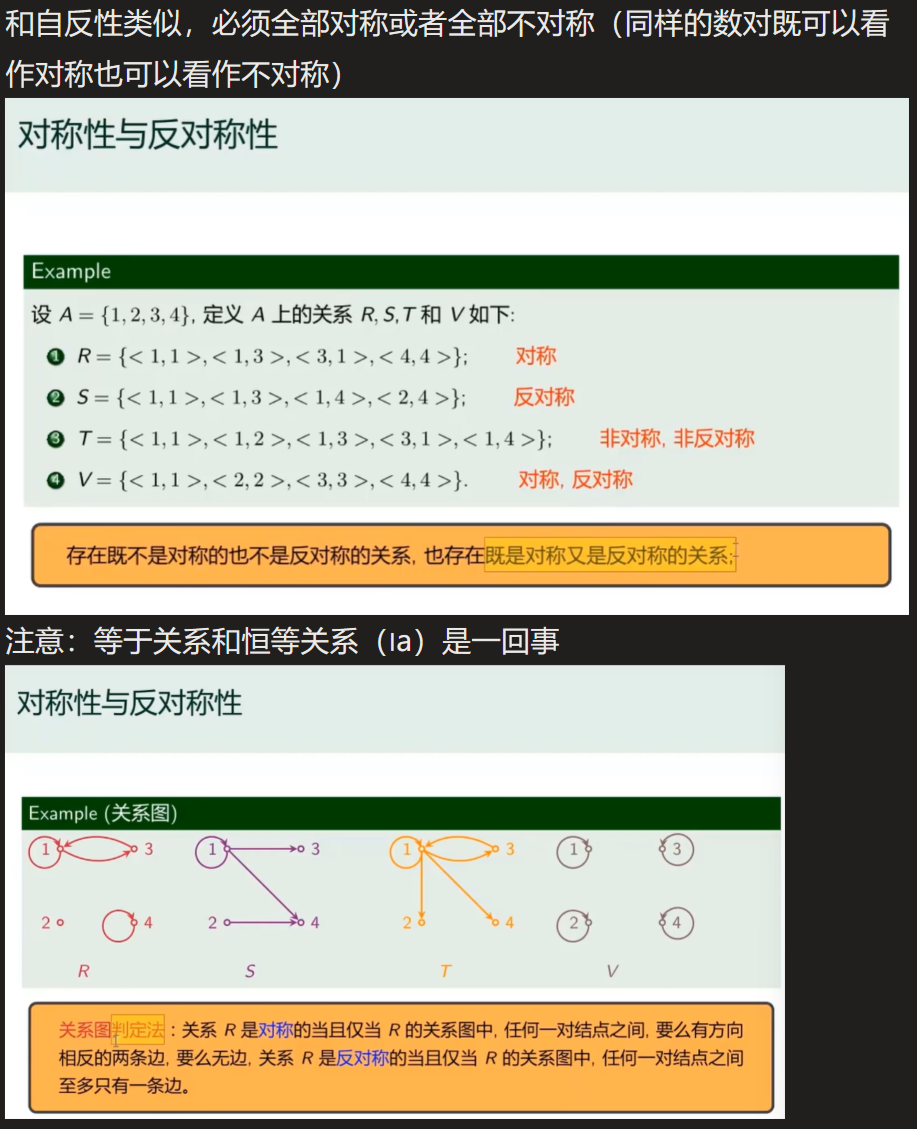 和自反性类似，必须全部对称或者全部不对称（同样的数对既可以看
作对称也可以看作不对称）
对称性与反对称性
Example
设 A = {1, 2, 3, 4}, 定义 A 上的关系 R, S, T 和 V 如下:
1 R = {< 1, 1 >, < 1, 3 >, < 3, 1 >, < 4, 4 >}; 对称
2 S = {< 1, 1 >, < 1, 3 >, < 1, 4 >, < 2, 4 >}; 反对称
3 T = {< 1, 1 >, < 1, 2 >, < 1, 3 >, < 3, 1 >, < 1, 4 >}; 非对称, 非反对称
4 V = {< 1, 1 >, < 2, 2 >, < 3, 3 >, < 4, 4 >}. 对称, 反对称
存在既不是对称的也不是反对称的关系, 也存在既是对称又是反对称的关系;
注意：等于关系和恒等关系（Ia）是一回事
对称性与反对称性
Example (关系图)
1 3 1 3 1 3 1 3
2 4 2 4 2 4 2 4
R S T V
关系图判定法：关系 R 是对称的当且仅当 R 的关系图中, 任何一对结点之间, 要么有方向
相反的两条边, 要么无边, 关系 R 是反对称的当且仅当 R 的关系图中, 任何一对结点之间
至多只有一条边。